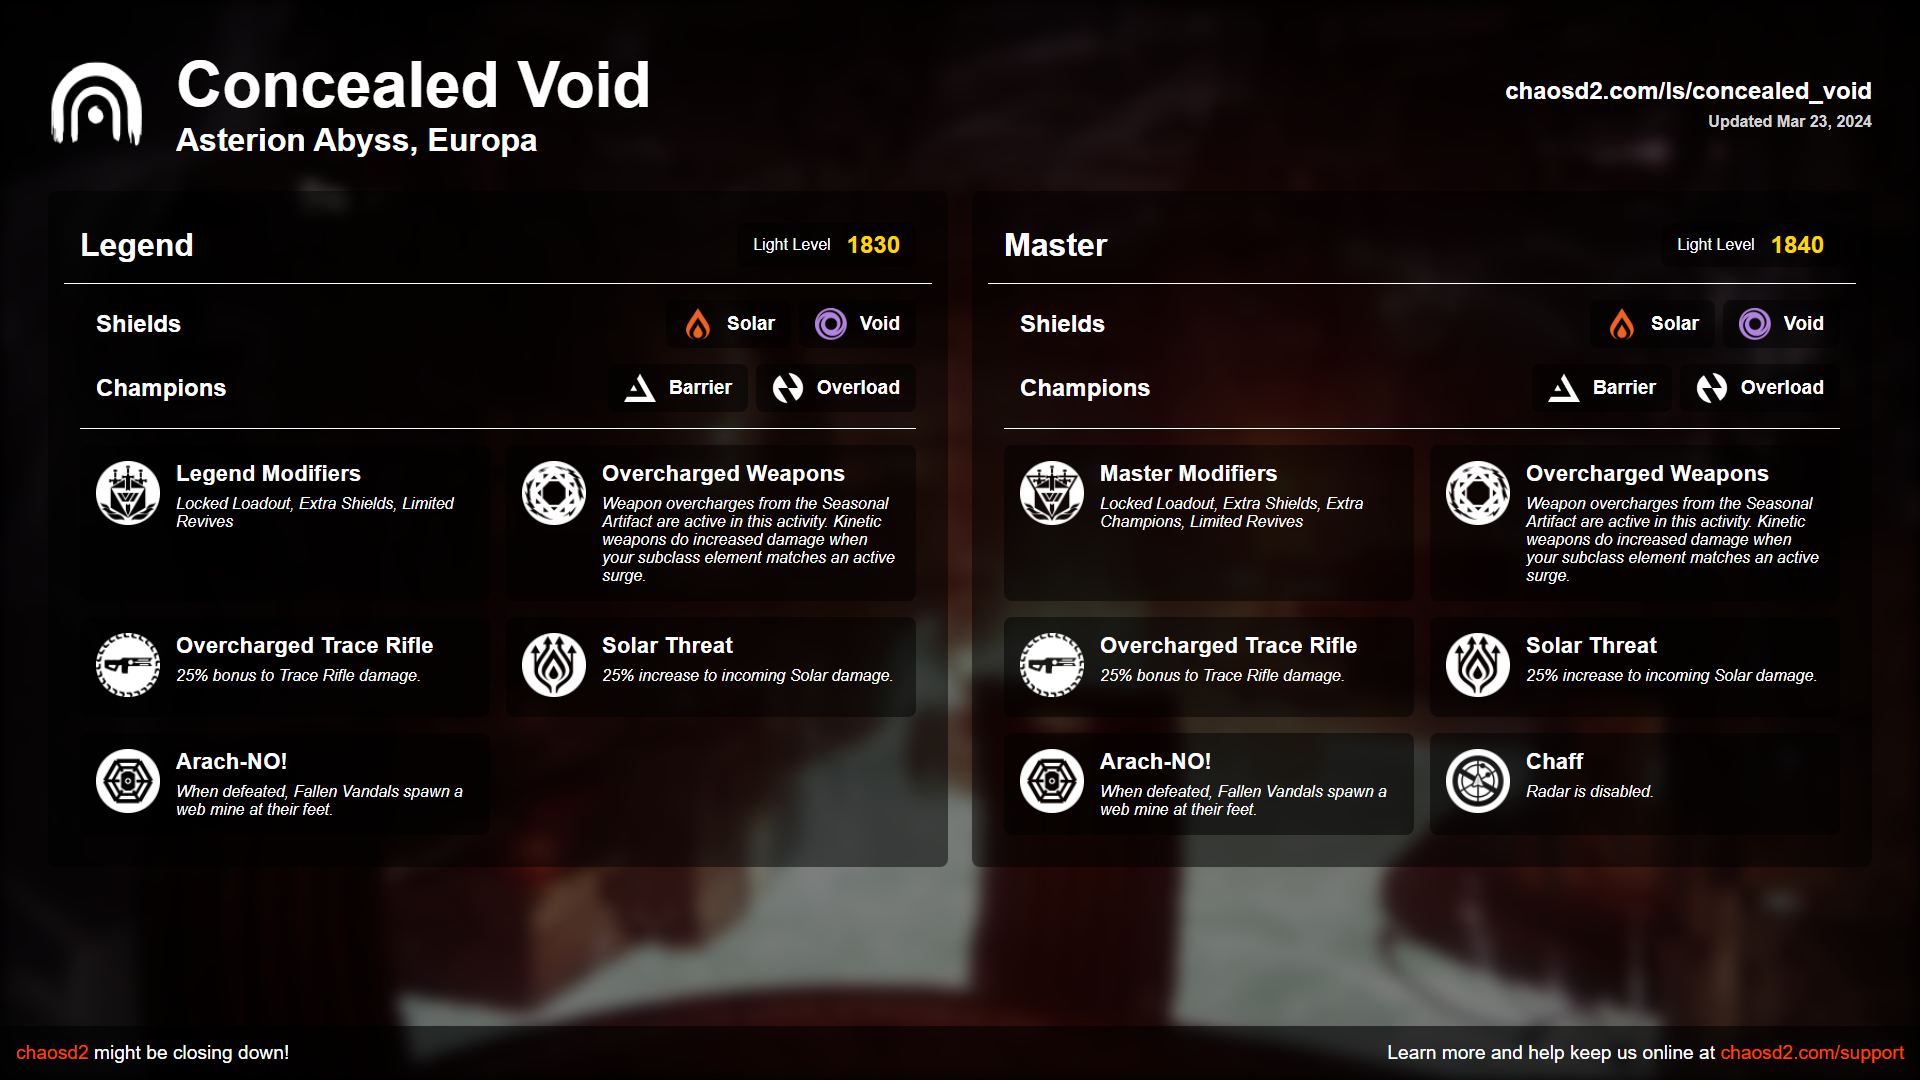 Concealed Void
Asterion Abyss, Europa
chaosd2.com/ls/concealed_void
Updated Mar 23, 2024
Legend
Light Level 1830
Shields
Solar
Void
Champions
Barrier
Overload
Legend Modifiers
Locked Loadout, Extra Shields, Limited
Revives
Overcharged Weapons
Weapon overcharges from the Seasonal
Artifact are active in this activity. Kinetic
weapons do increased damage when
your subclass element matches an active
surge.
Overcharged Trace Rifle
25% bonus to Trace Rifle damage.
Solar Threat
25% increase to incoming Solar damage.
Arach-NO!
When defeated, Fallen Vandals spawn a
web mine at their feet.
Master
Light Level 1840
Shields
Solar
Void
Champions
Barrier
Overload
Master Modifiers
Locked Loadout, Extra Shields, Extra
Champions, Limited Revives
Overcharged Weapons
Weapon overcharges from the Seasonal
Artifact are active in this activity. Kinetic
weapons do increased damage when
your subclass element matches an active
surge.
Overcharged Trace Rifle
25% bonus to Trace Rifle damage.
Solar Threat
25% increase to incoming Solar damage.
Arach-NO!
When defeated, Fallen Vandals spawn a
web mine at their feet.
Chaff
Radar is disabled.
chaosd2 might be closing down!
Learn more and help keep us online at chaosd2.com/support